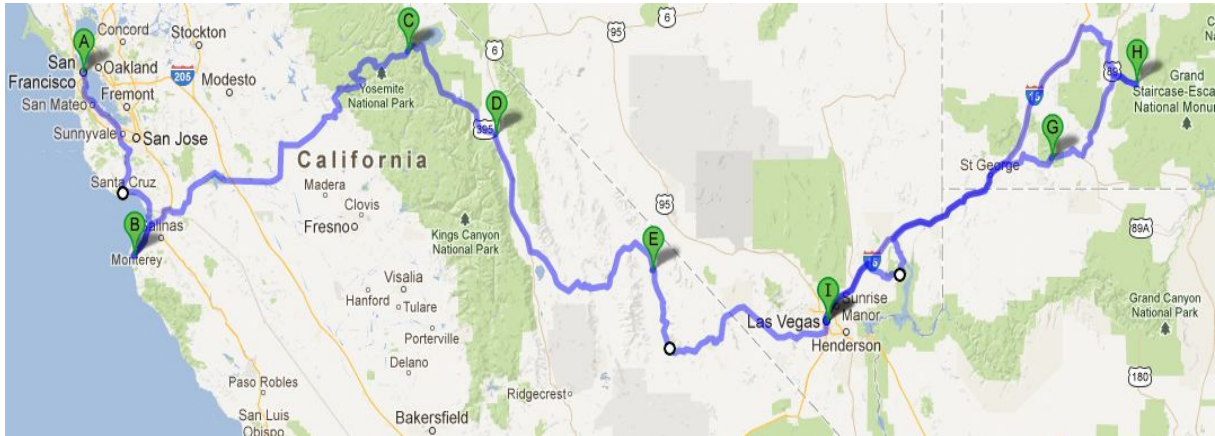 A
Concord
Stockton
San
Francisco
Oakland
205
Modesto
San Mateo
Fremont
Sunnyvale
San Jose
Santa Cruz
B
Salinas
Monterey
C
Yosemite
National Park
6
D
395
California
Madera
Clovis
Fresno
Kings Canyon
National Park
Visalia
Hanford
Tulare
Porterville
Delano
Paso Robles
San Luis
Obispo
Bakersfield
Ridgecrest
95
6
95
E
I
Las Vegas
Sunrise
Manor
Henderson
15
St George
15
G
89
H
Grand
Staircase-Esca
National Monum
89A
Grand Canyon
National Park
180